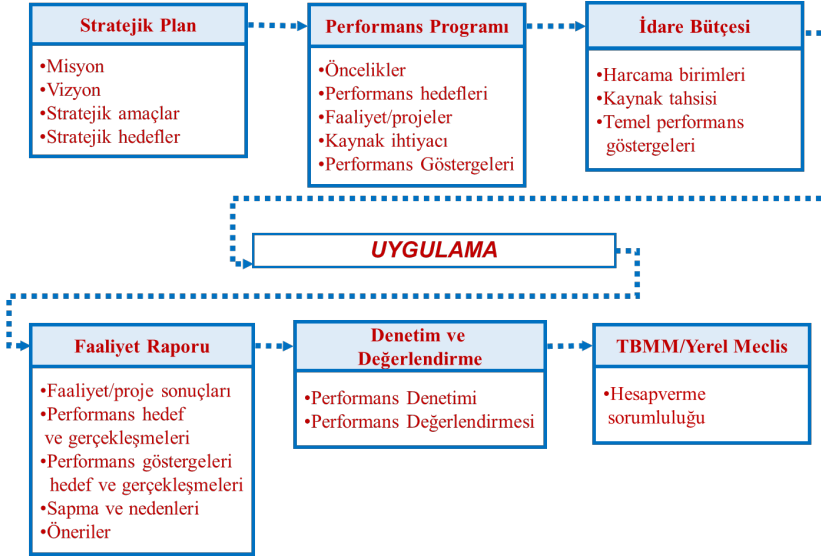 Stratejik Plan
•Misyon
•Vizyon
•Stratejik amaçlar
•Stratejik hedefler
Performans Programı
•Öncelikler
•Performans hedefleri
•Faaliyet/projeler
•Kaynak ihtiyacı
•Performans Göstergeleri
İdare Bütçesi
•Harcama birimleri
•Kaynak tahsisi
•Temel performans
göstergeleri
UYGULAMA
Faaliyet Raporu
•Faaliyet/proje sonuçları
•Performans hedef
ve gerçekleşmeleri
•Performans göstergeleri
hedef ve gerçekleşmeleri
•Sapma ve nedenleri
•Öneriler
Denetim ve
Değerlendirme
•Performans Denetimi
•Performans Değerlendirmesi
TBMM/Yerel Meclis
•Hesapverme
sorumluluğu